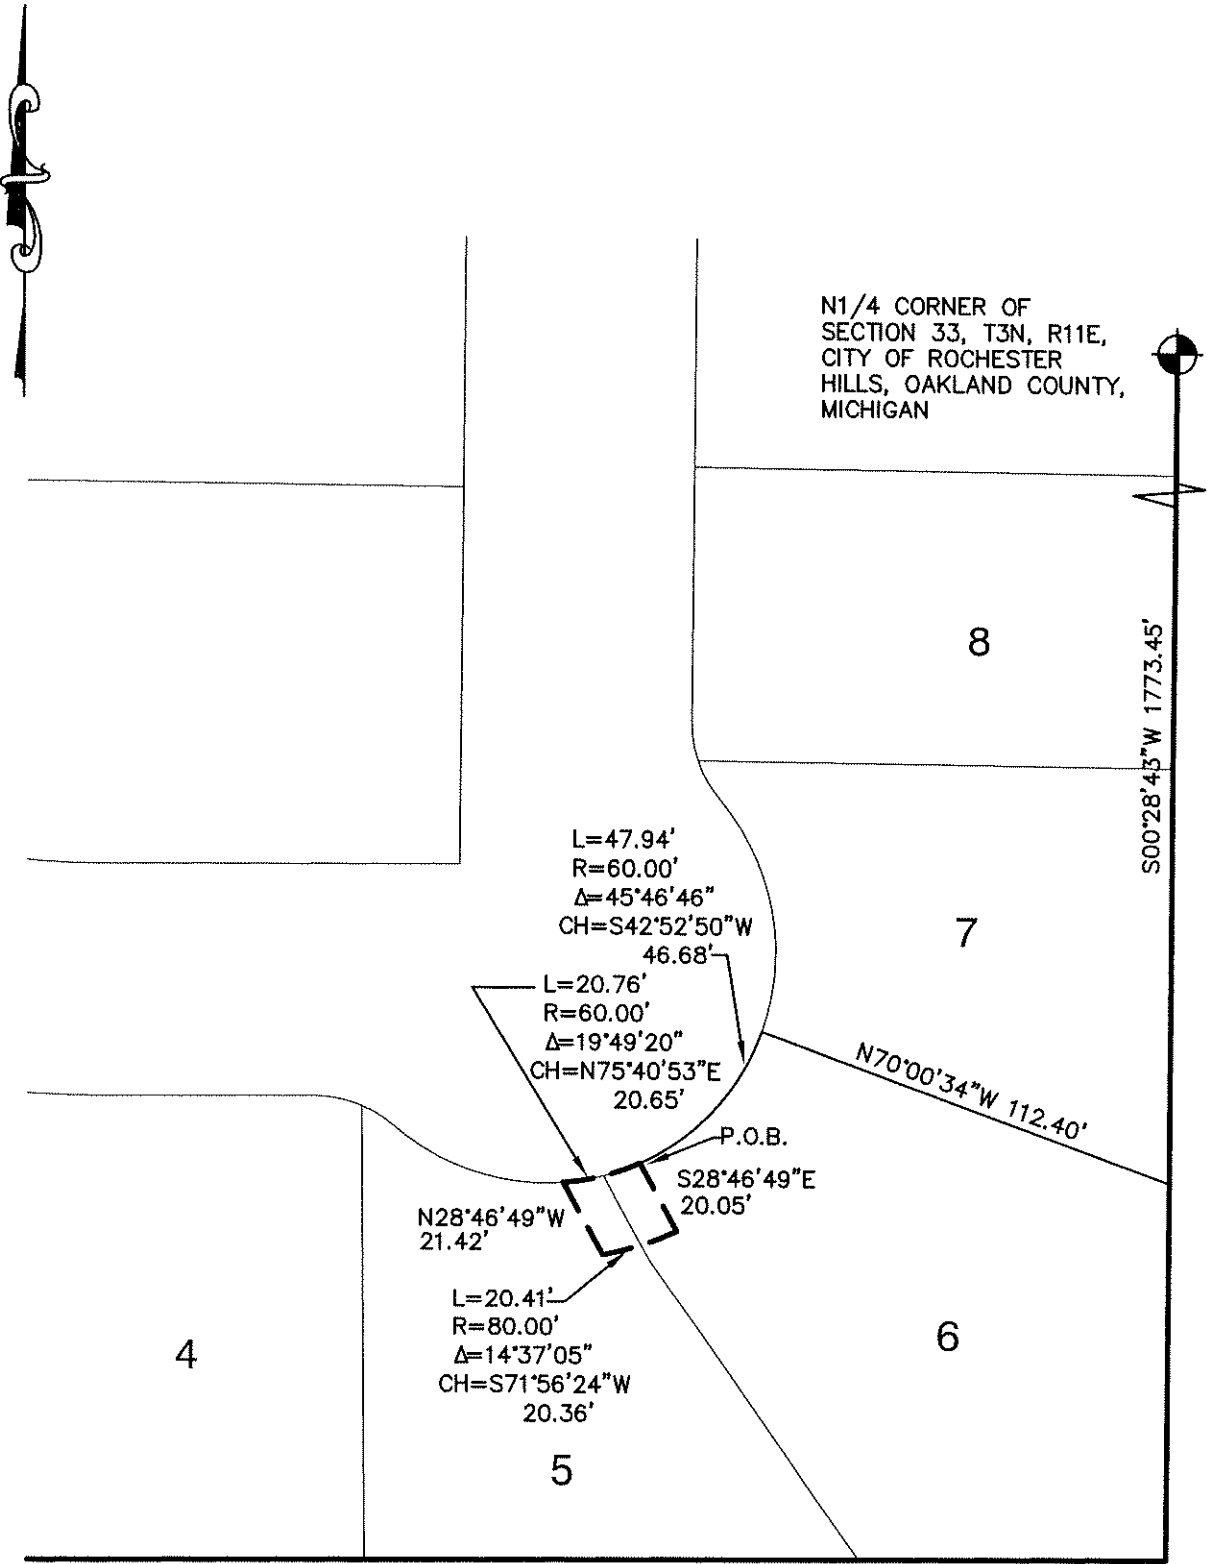 N1/4 CORNER OF
SECTION 33, T3N, R11E,
CITY OF ROCHESTER
HILLS, OAKLAND COUNTY,
MICHIGAN
8
S00°28'43"W 1773.45'
L=47.94'
R=60.00'
Δ=45°46'46"
CH=S42°52'50"W
46.68'
7
L=20.76'
R=60.00'
Δ=19°49'20"
CH=N75°40'53"E
20.65'
N70°00'34"W 112.40'
P.O.B.
S28°46'49"E
20.05'
N28°46'49"W
21.42'
L=20.41'
R=80.00'
Δ=14°37'05"
CH=S71°56'24"W
20.36'
4
6
5